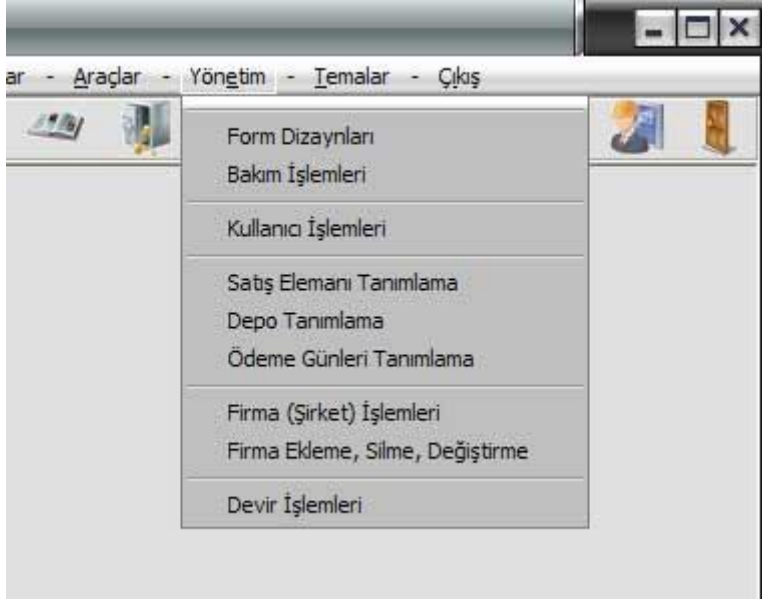 ar - Araçlar - Yönetim - Temalar - Çıkış
Form Dizaynları
Bakım İşlemleri
Kullanıcı İşlemleri
Satış Elemanı Tanımlama
Depo Tanımlama
Ödeme Günleri Tanımlama
Firma (Şirket) İşlemleri
Firma Ekleme, Silme, Değiştirme
Devir İşlemleri